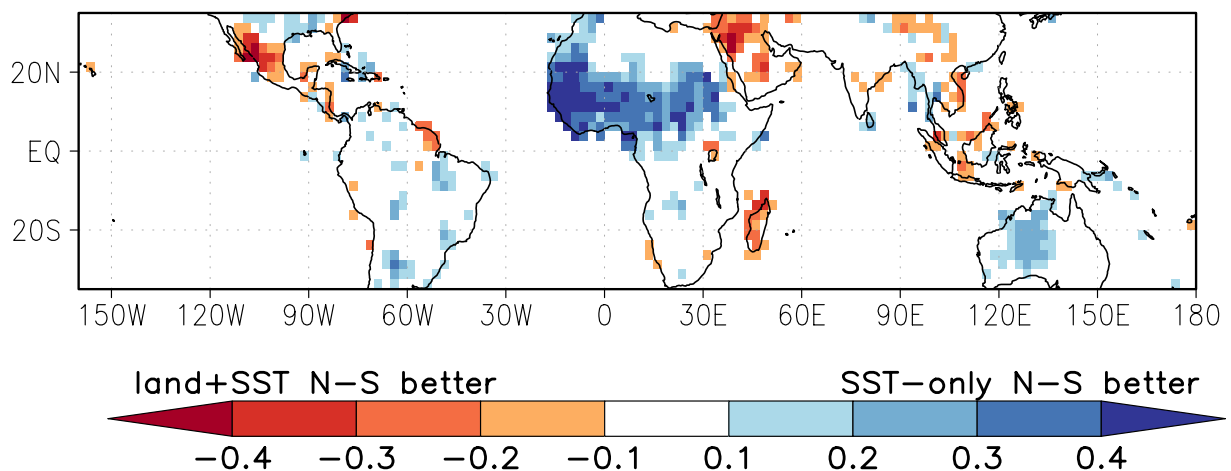 20N
EQ
20S
150W 120W 90W 60W 30W 0 30E 60E 90E 120E 150E 180
land+SST N-S better SST-only N-S better
-0.4 -0.3 -0.2 -0.1 0.1 0.2 0.3 0.4